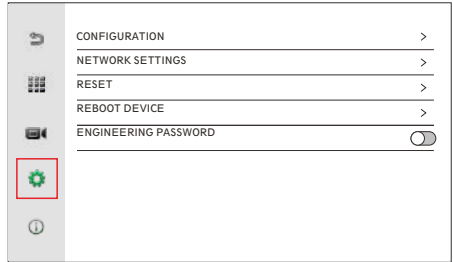 CONFIGURATION
NETWORK SETTINGS
RESET
REBOOT DEVICE
ENGINEERING PASSWORD